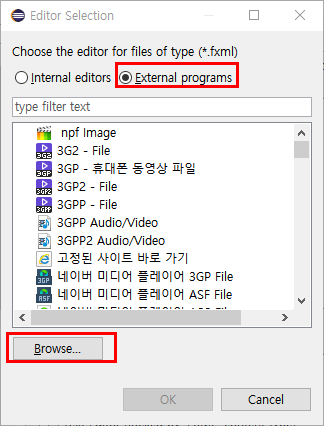 Editor Selection
Choose the editor for files of type (*.fxml)
Internal editors External programs
type filter text
npf Image
3G2 - File
3GP - 휴대폰 동영상 파일
3GP2 - File
3GPP - File
3GPP Audio/Video
3GPP2 Audio/Video
고정된 사이트 바로 가기
네이버 미디어 플레이어 3GP File
네이버 미디어 플레이어 ASF File
Browse...
OK Cancel